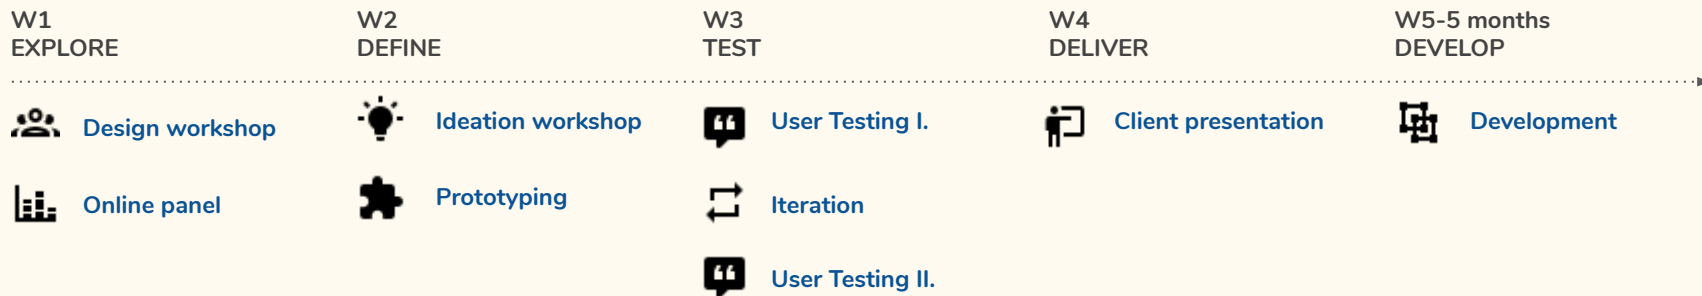 W1
EXPLORE
W2
DEFINE
W3
TEST
W4
DELIVER
W5-5 months
DEVELOP
Design workshop
Online panel
Ideation workshop
Prototyping
User Testing I.
Iteration
User Testing II.
Client presentation
Development